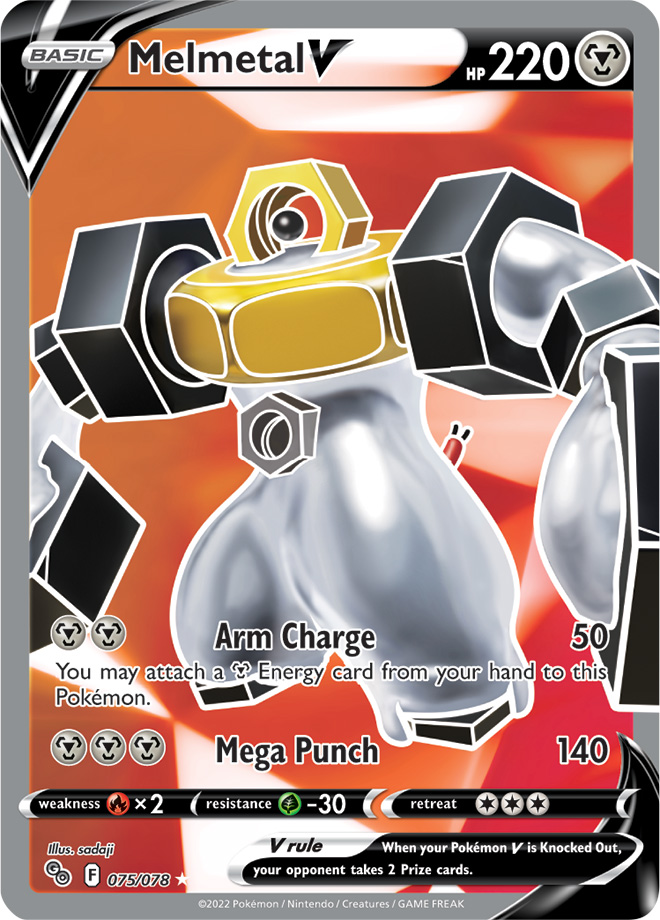 BASIC Melmetal V HP 220
Arm Charge 50
You may attach a Energy card from your hand to this
Pokémon.
Mega Punch 140
weakness ×2 resistance -30 retreat
Illus. sadaji
V rule When your Pokémon V is Knocked Out,
your opponent takes 2 Prize cards.
GO F 075/078
©2022 Pokémon / Nintendo / Creatures / GAME FREAK